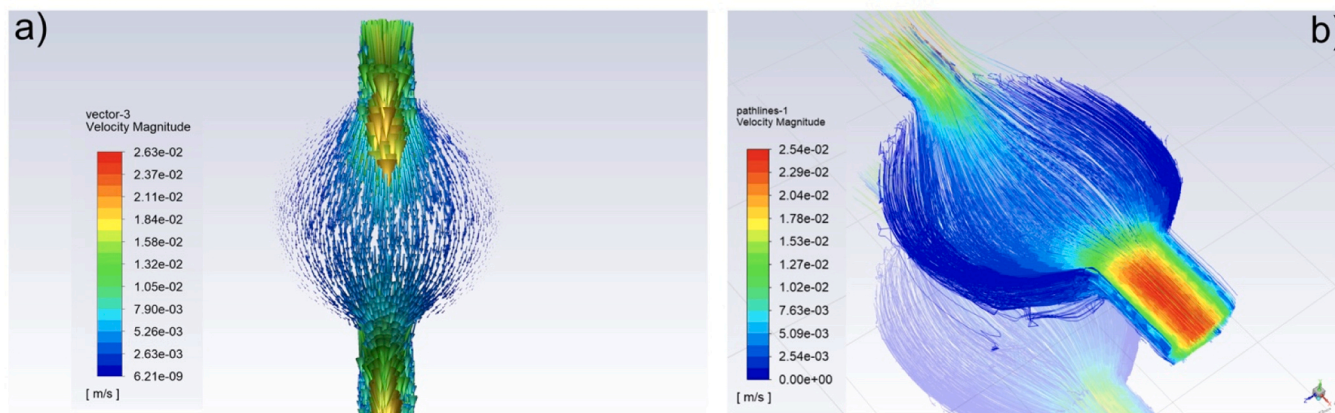 a)
vector-3
Velocity Magnitude
2.63e-02
2.37e-02
2.11e-02
1.84e-02
1.58e-02
1.32e-02
1.05e-02
7.90e-03
5.26e-03
2.63e-03
6.21e-09
[ m/s ]
b)
pathlines-1
Velocity Magnitude
2.54e-02
2.29e-02
2.04e-02
1.78e-02
1.53e-02
1.27e-02
1.02e-02
7.63e-03
5.09e-03
2.54e-03
0.00e+00
[ m/s ]